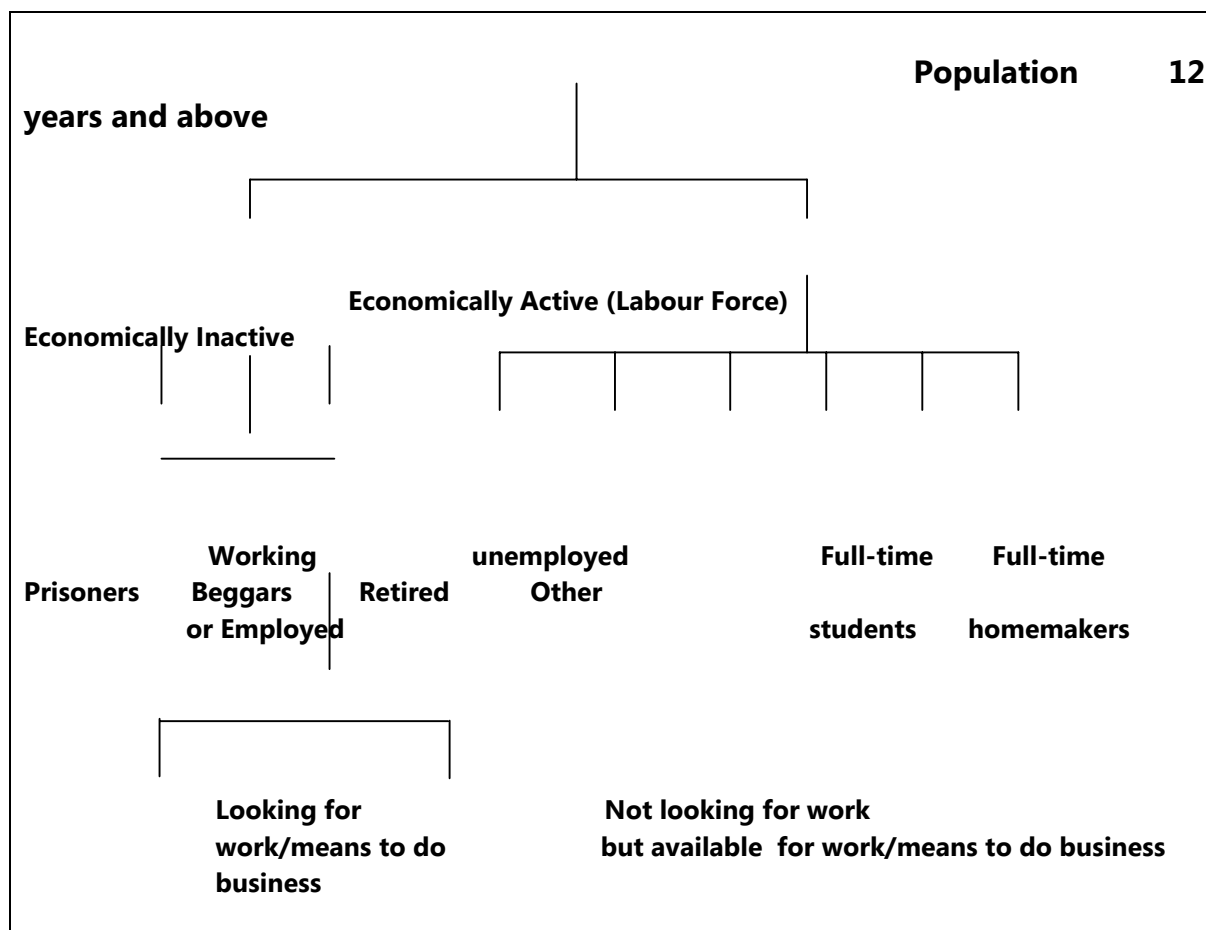 Population 12
years and above
Economically Active (Labour Force)
Economically Inactive
Working unemployed Full-time Full-time
Prisoners Beggars Retired Other
or Employed students homemakers
Looking for Not looking for work
work/means to do but available for work/means to do business
business